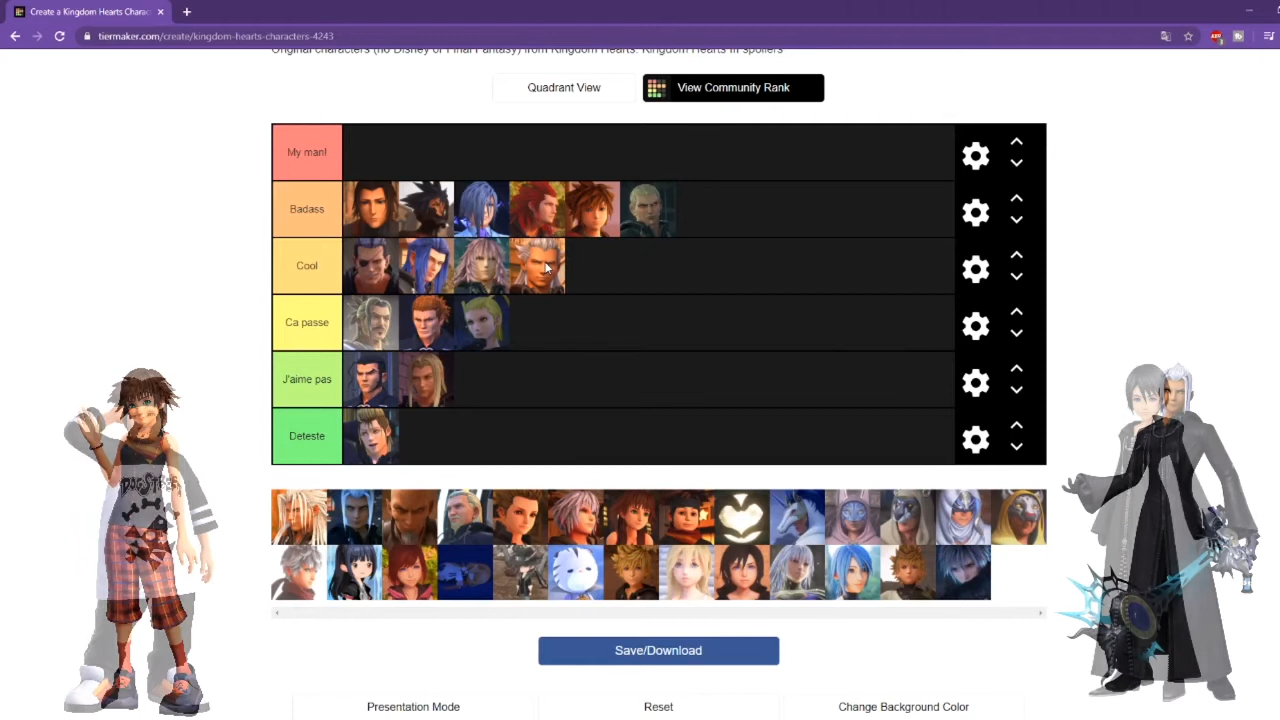 Create a Kingdom Hearts Charac
tiermaker.com/create/kingdom-hearts-characters-4243
Original characters (no Disney or Final Fantasy) from Kingdom Hearts. Kingdom Hearts III spoilers
Quadrant View
View Community Rank
My man!
Badass
Cool
Ca passe
J'aime pas
Deteste
Save/Download
Presentation Mode
Reset
Change Background Color